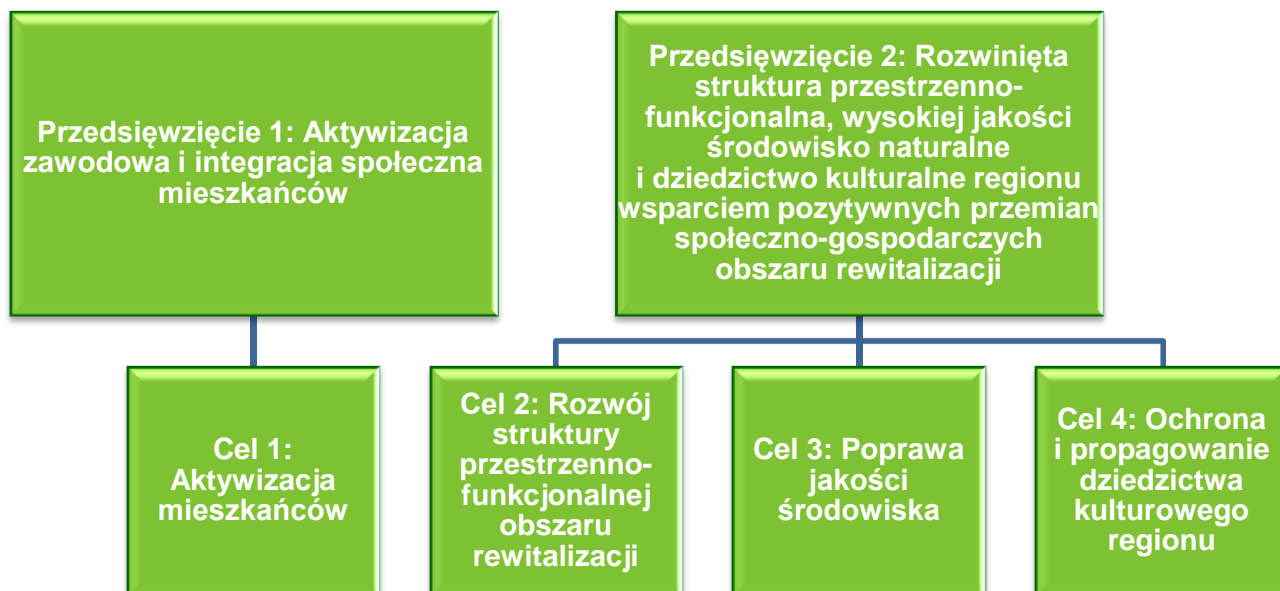 Przedsięwzięcie 1: Aktywizacja
zawodowa i integracja społeczna
mieszkańców
Przedsięwzięcie 2: Rozwinięta
struktura przestrzenno-
funkcjonalna, wysokiej jakości
środowisko naturalne
i dziedzictwo kulturalne regionu
wsparciem pozytywnych przemian
społeczno-gospodarczych
obszaru rewitalizacji
Cel 1:
Aktywizacja
mieszkańców
Cel 2: Rozwój
struktury
przestrzenno-
funkcjonalnej
obszaru
rewitalizacji
Cel 3: Poprawa
jakości
środowiska
Cel 4: Ochrona
i propagowanie
dziedzictwa
kulturowego
regionu